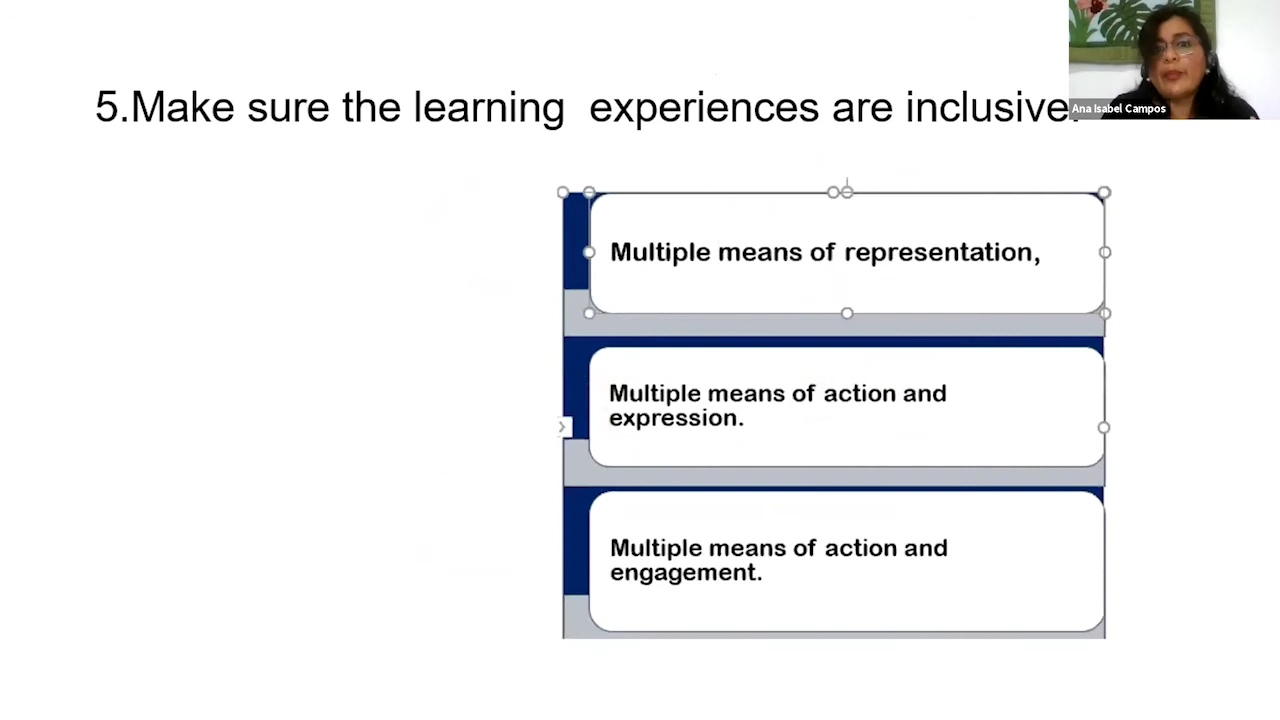 5.Make sure the learning  experiences are inclusive.
Ana Isabel Campos
Multiple means of representation,
Multiple means of action and
expression.
Multiple means of action and
engagement.